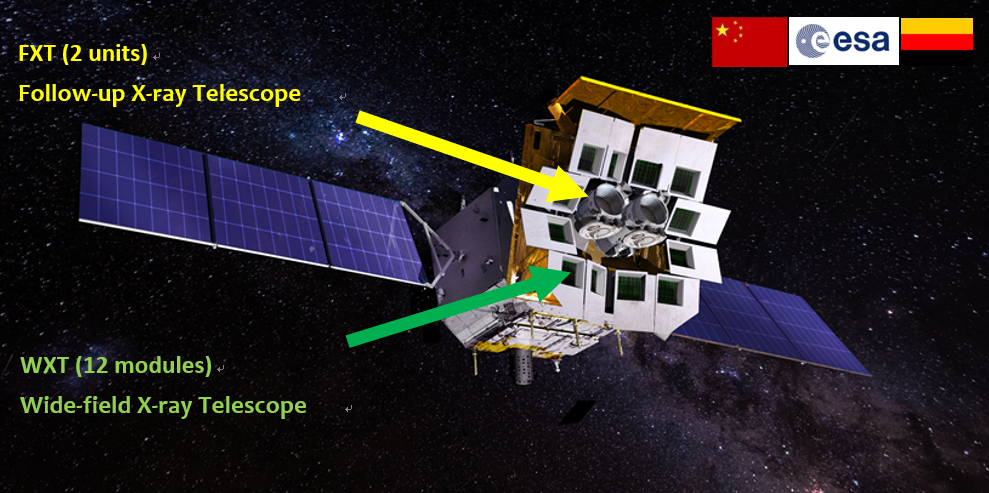 FXT (2 units)
Follow-up X-ray Telescope
esa
WXT (12 modules)
Wide-field X-ray Telescope